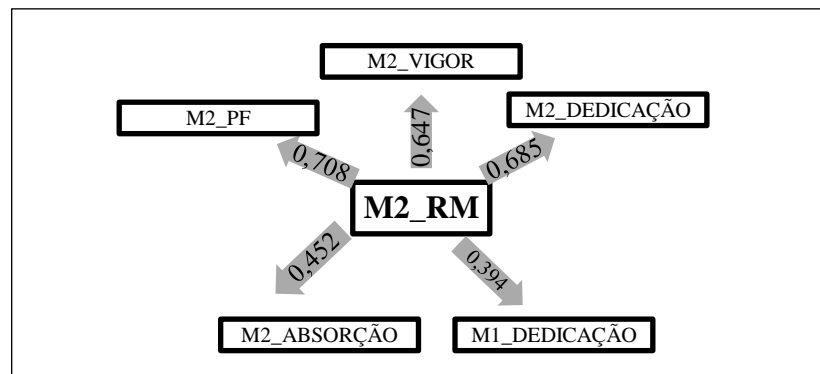 M2_VIGOR
M2_PF
M2_DEDICAÇÃO
0,708
0,647
0,685
M2_RM
0,452
0,394
M2_ABSORÇÃO
M1_DEDICAÇÃO